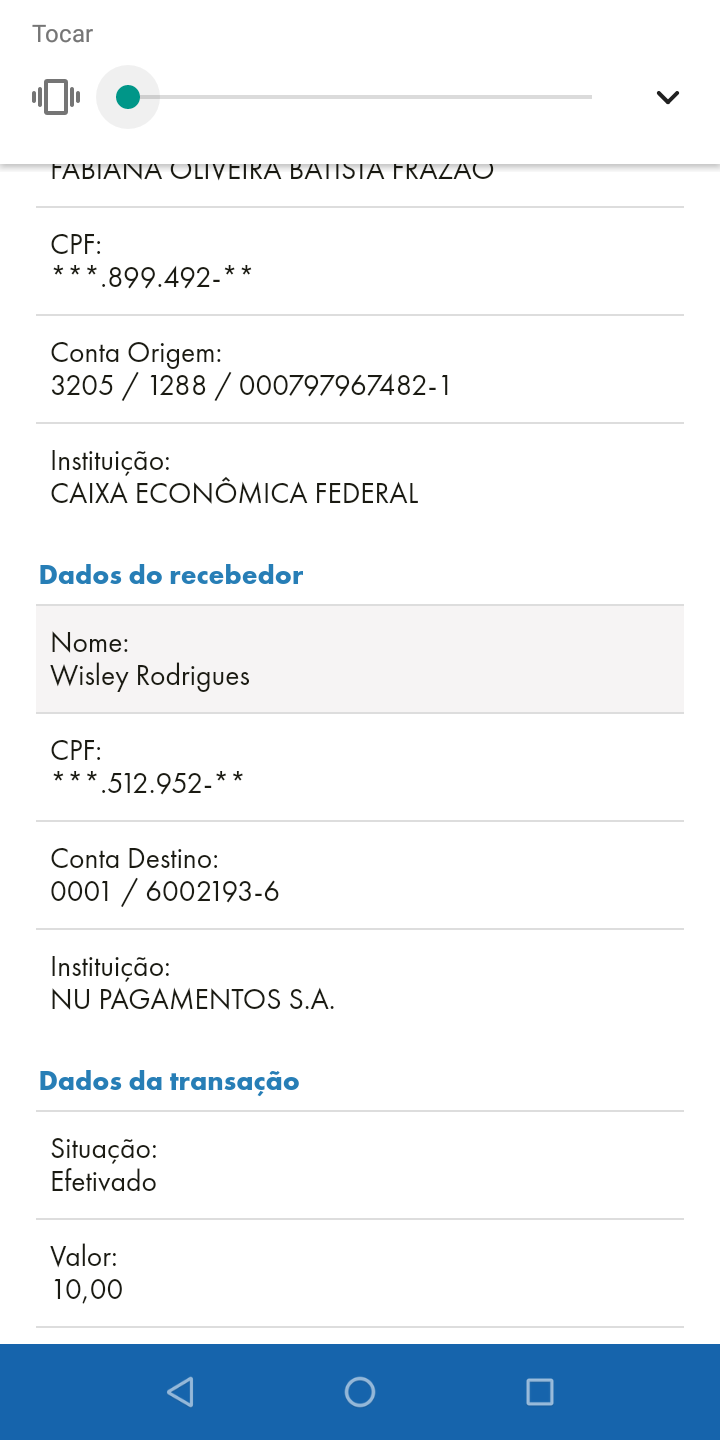 Tocar
FABIANA OLIVEIRA BATISTA FRAZAO
CPF:
***.899.492-**
Conta Origem:
3205 / 1288 / 000797967482-1
Instituição:
CAIXA ECONÔMICA FEDERAL
Dados do recebedor
Nome:
Wisley Rodrigues
CPF:
***.512.952-**
Conta Destino:
0001 / 6002193-6
Instituição:
NU PAGAMENTOS S.A.
Dados da transação
Situação:
Efetivado
Valor:
10,00